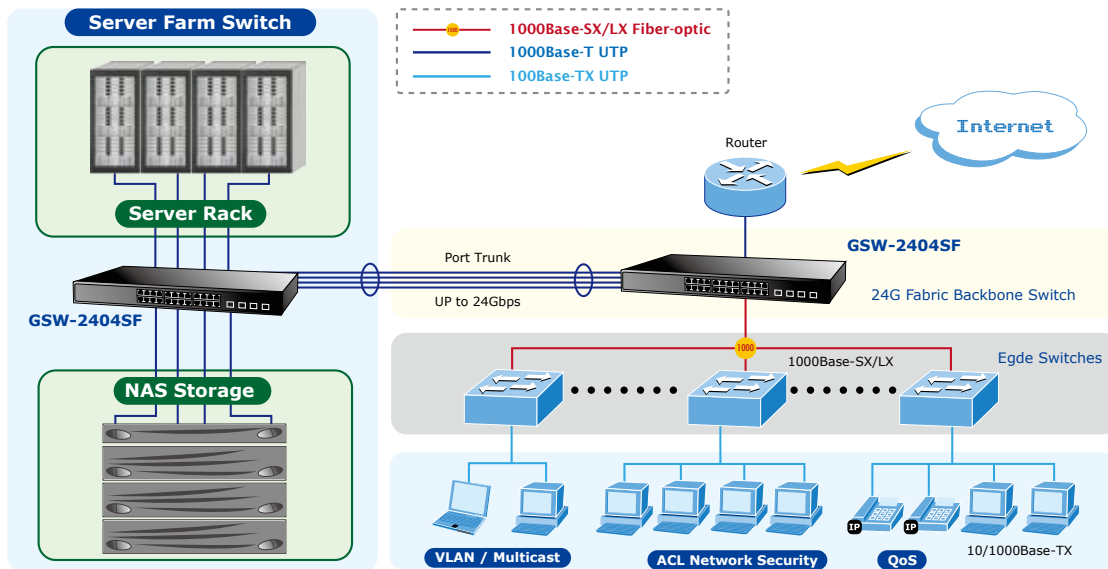 Server Farm Switch
1000
1000Base-SX/LX Fiber-optic
1000Base-T UTP
100Base-TX UTP
Internet
Router
Server Rack
GSW-2404SF
Port Trunk
UP to 24Gbps
24G Fabric Backbone Switch
GSW-2404SF
1000
1000Base-SX/LX
Egde Switches
NAS Storage
IP
IP
10/1000Base-TX
VLAN / Multicast
ACL Network Security
QoS